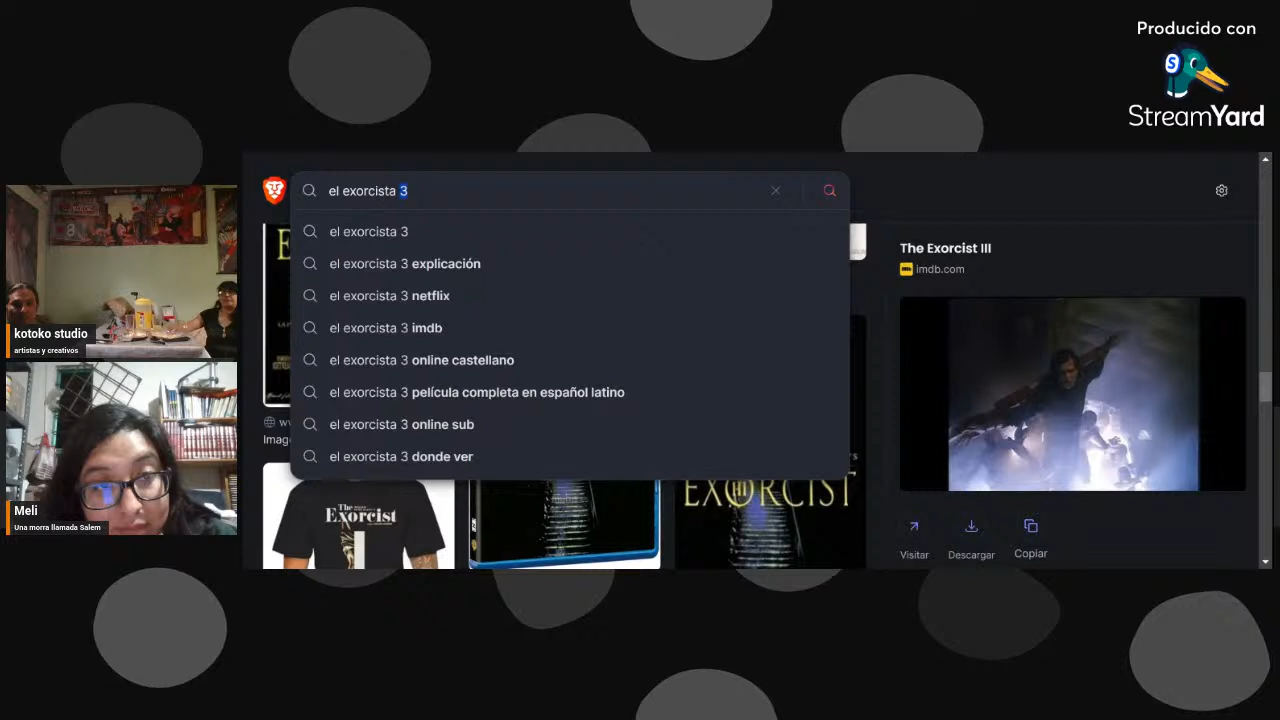 Producido con
StreamYard
el exorcista 3
el exorcista 3
el exorcista 3 explicación
el exorcista 3 netflix
el exorcista 3 imdb
el exorcista 3 online castellano
el exorcista 3 película completa en español latino
el exorcista 3 online sub
el exorcista 3 donde ver
The Exorcist III
imdb.com
kotoko studio
artistas y creativos
Meli
Una morra llamada Salem
The
Exorcist
EXORCIST
III
Visitar
Descargar
Copiar